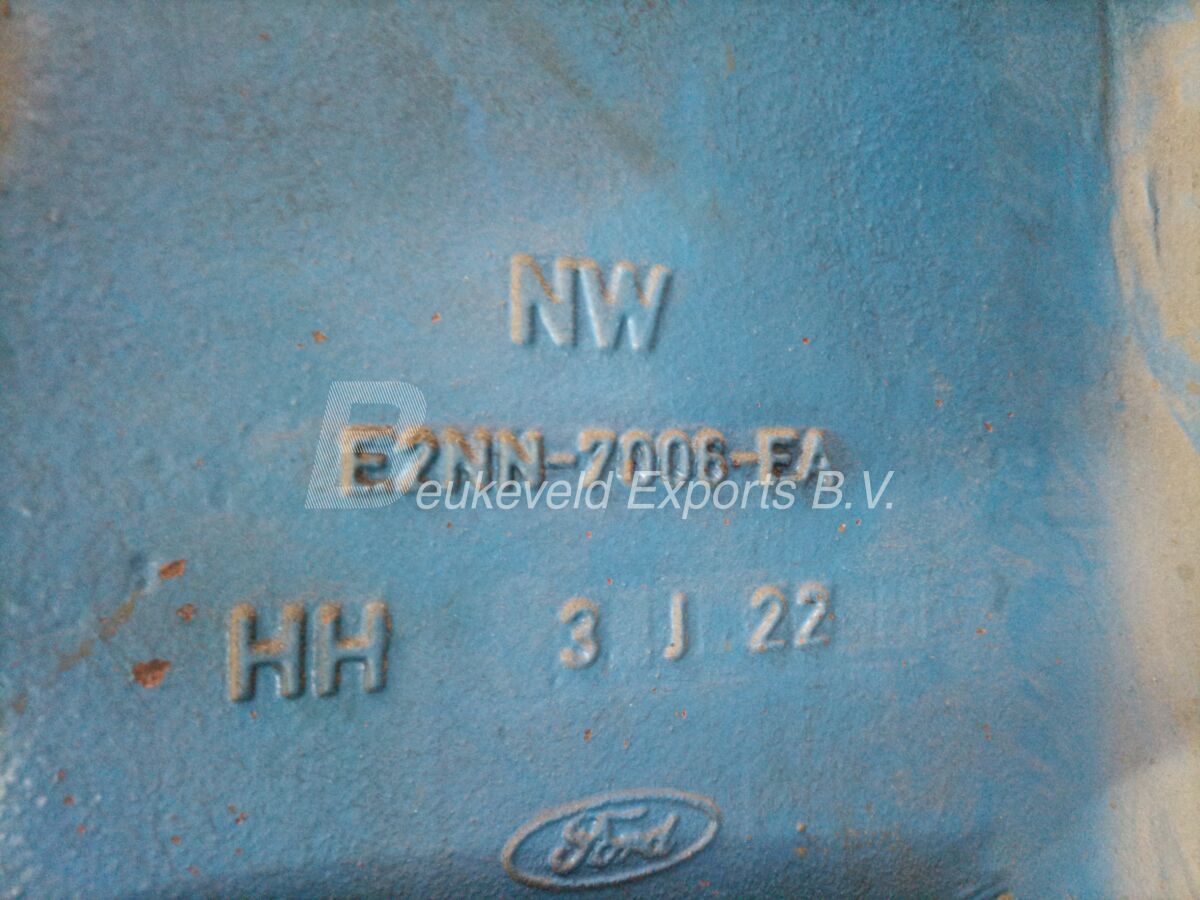 NW
E2NN-7006-EA
Beukeveld Exports B.V.
HH 3 J 22
Ford